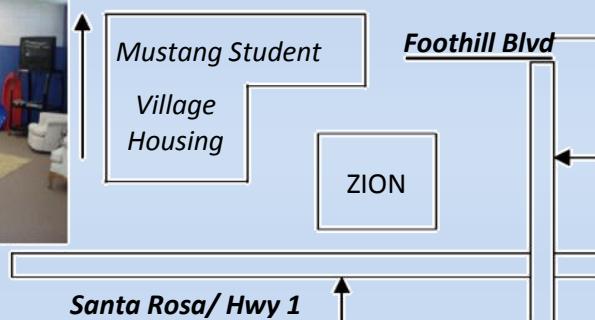 Mustang Student
Village
Housing
Foothill Blvd
ZION
Santa Rosa/ Hwy 1